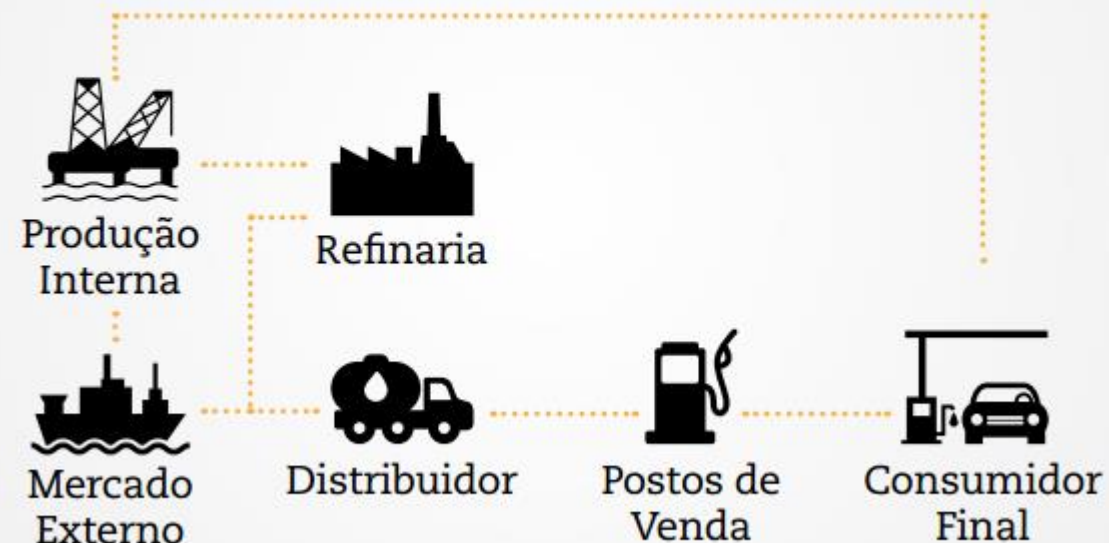 Produção
Interna
Refinaria
Mercado
Externo
Distribuidor
Postos de
Venda
Consumidor
Final